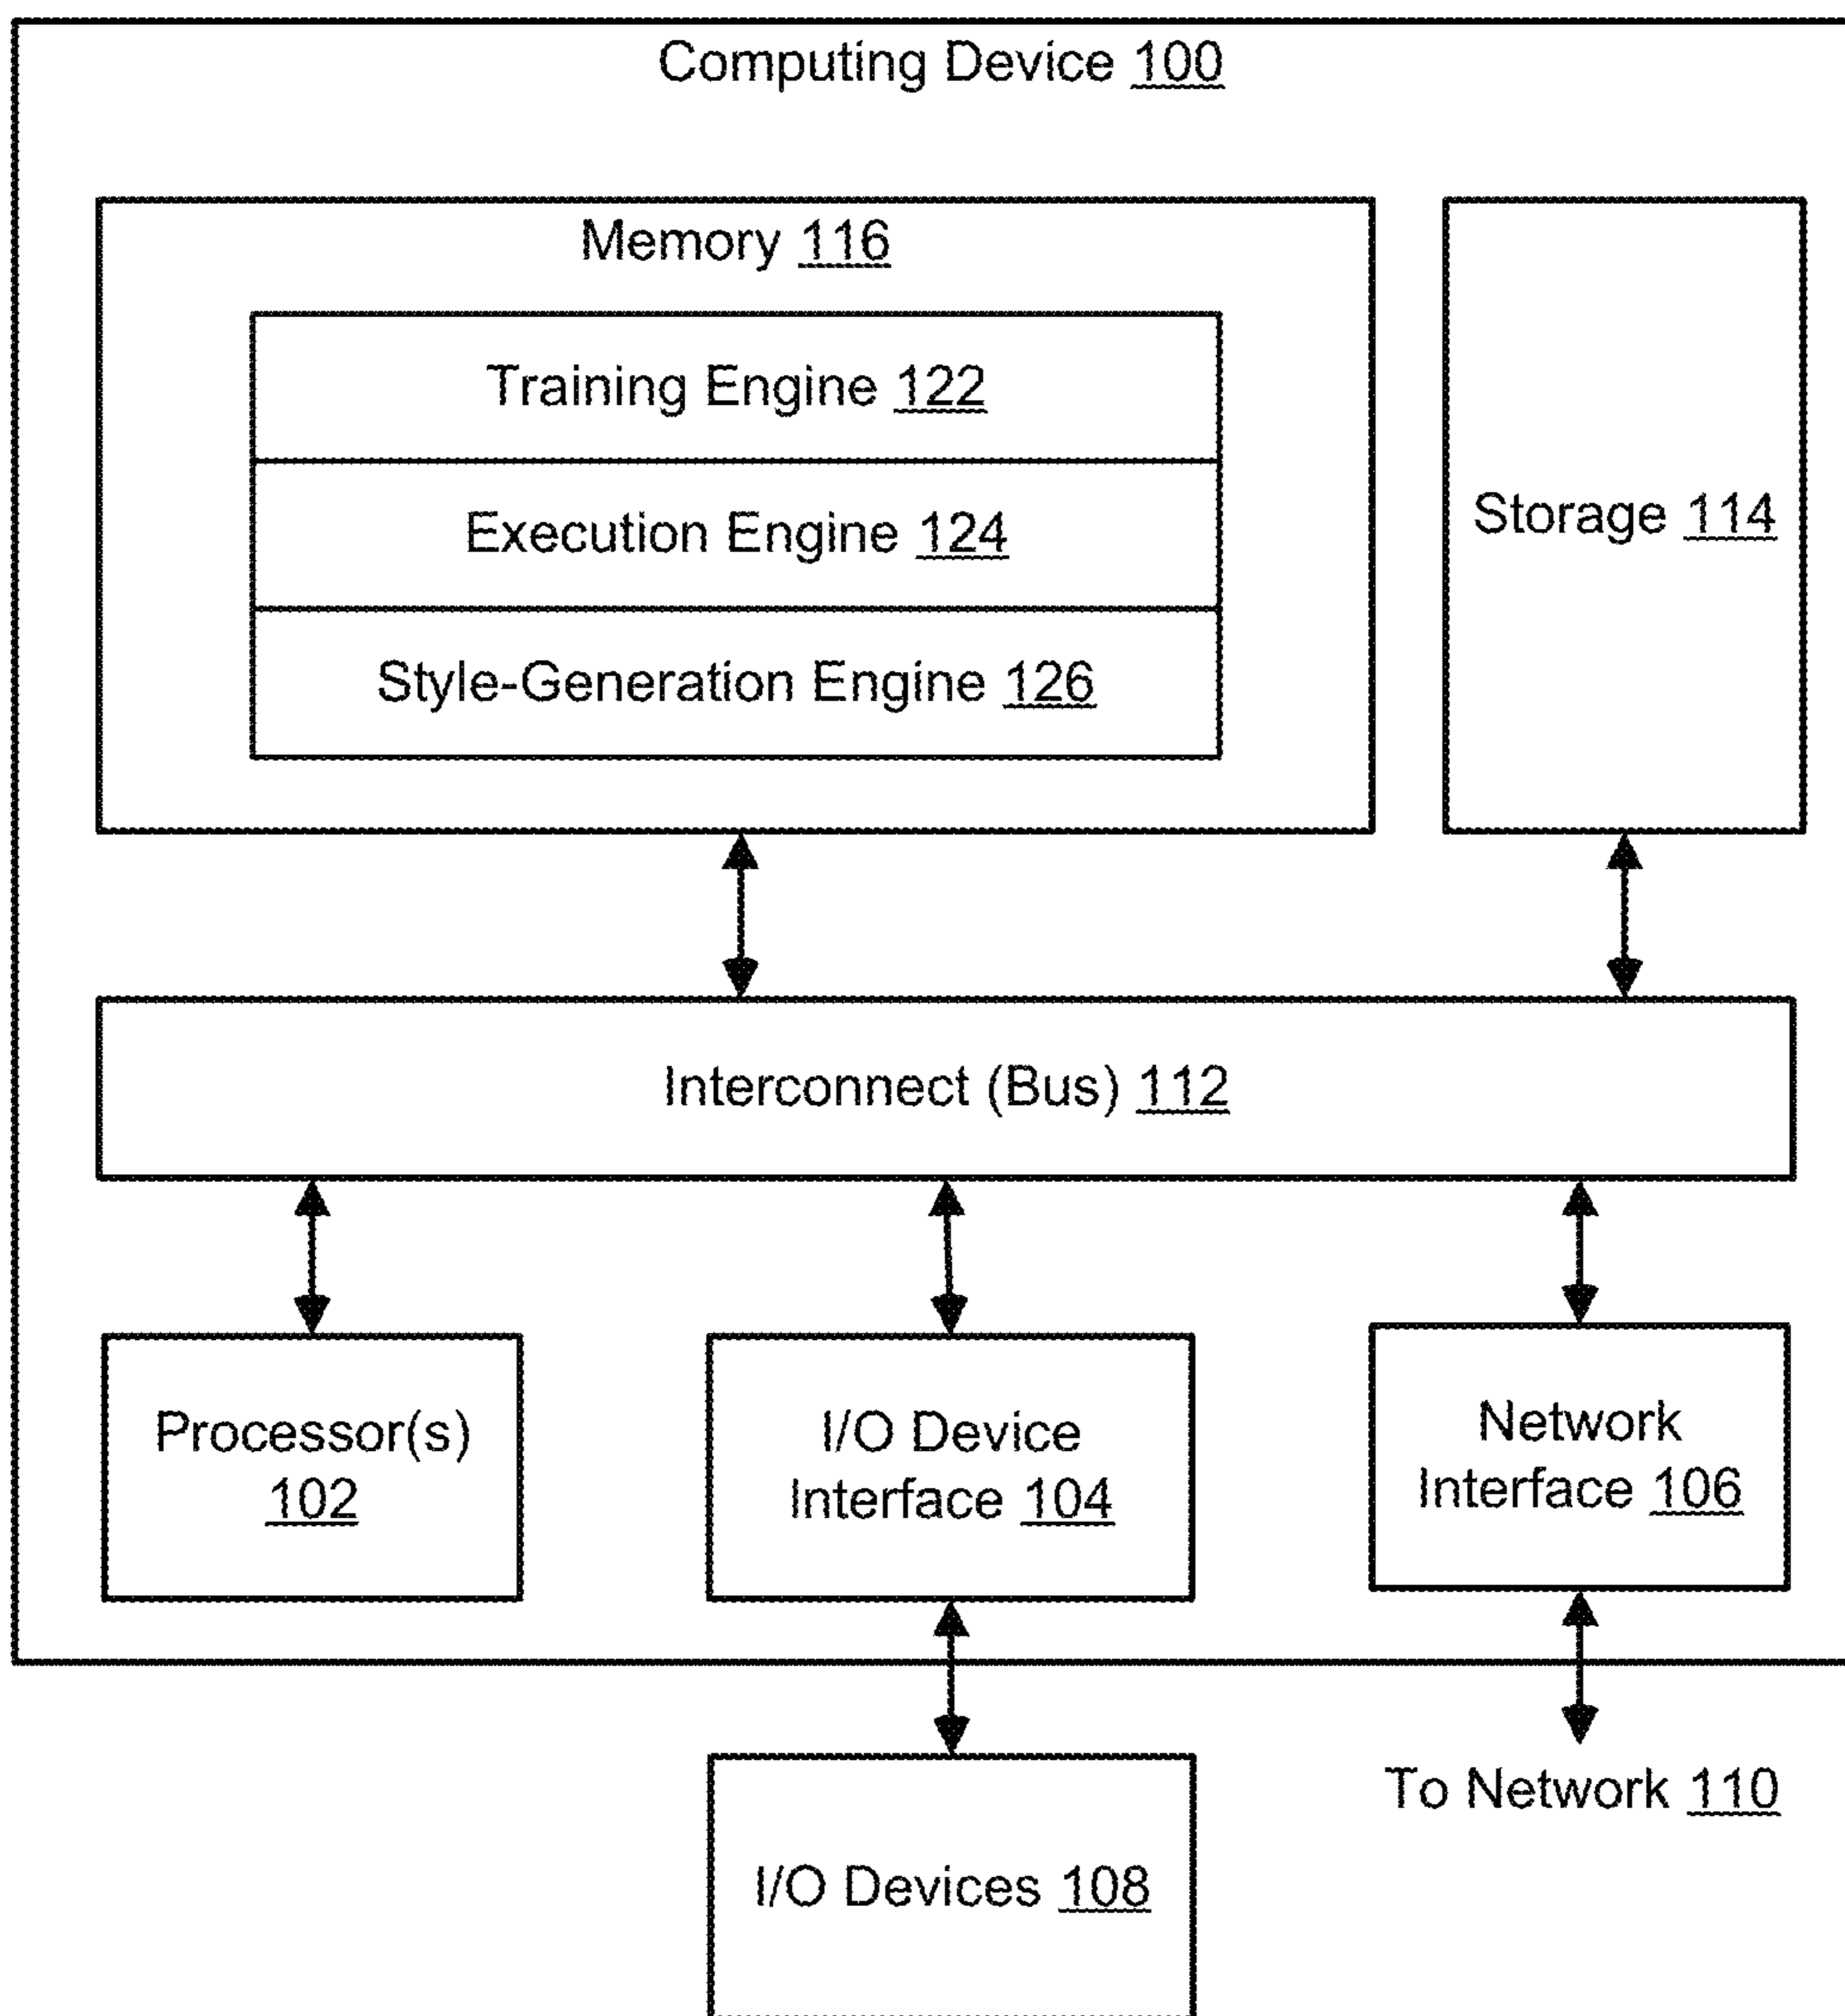 Computing Device 100
Memory 116
Training Engine 122
Execution Engine 124
Style-Generation Engine 126
Storage 114
Interconnect (Bus) 112
Processor(s)
102
I/O Device
Interface 104
Network
Interface 106
To Network 110
I/O Devices 108